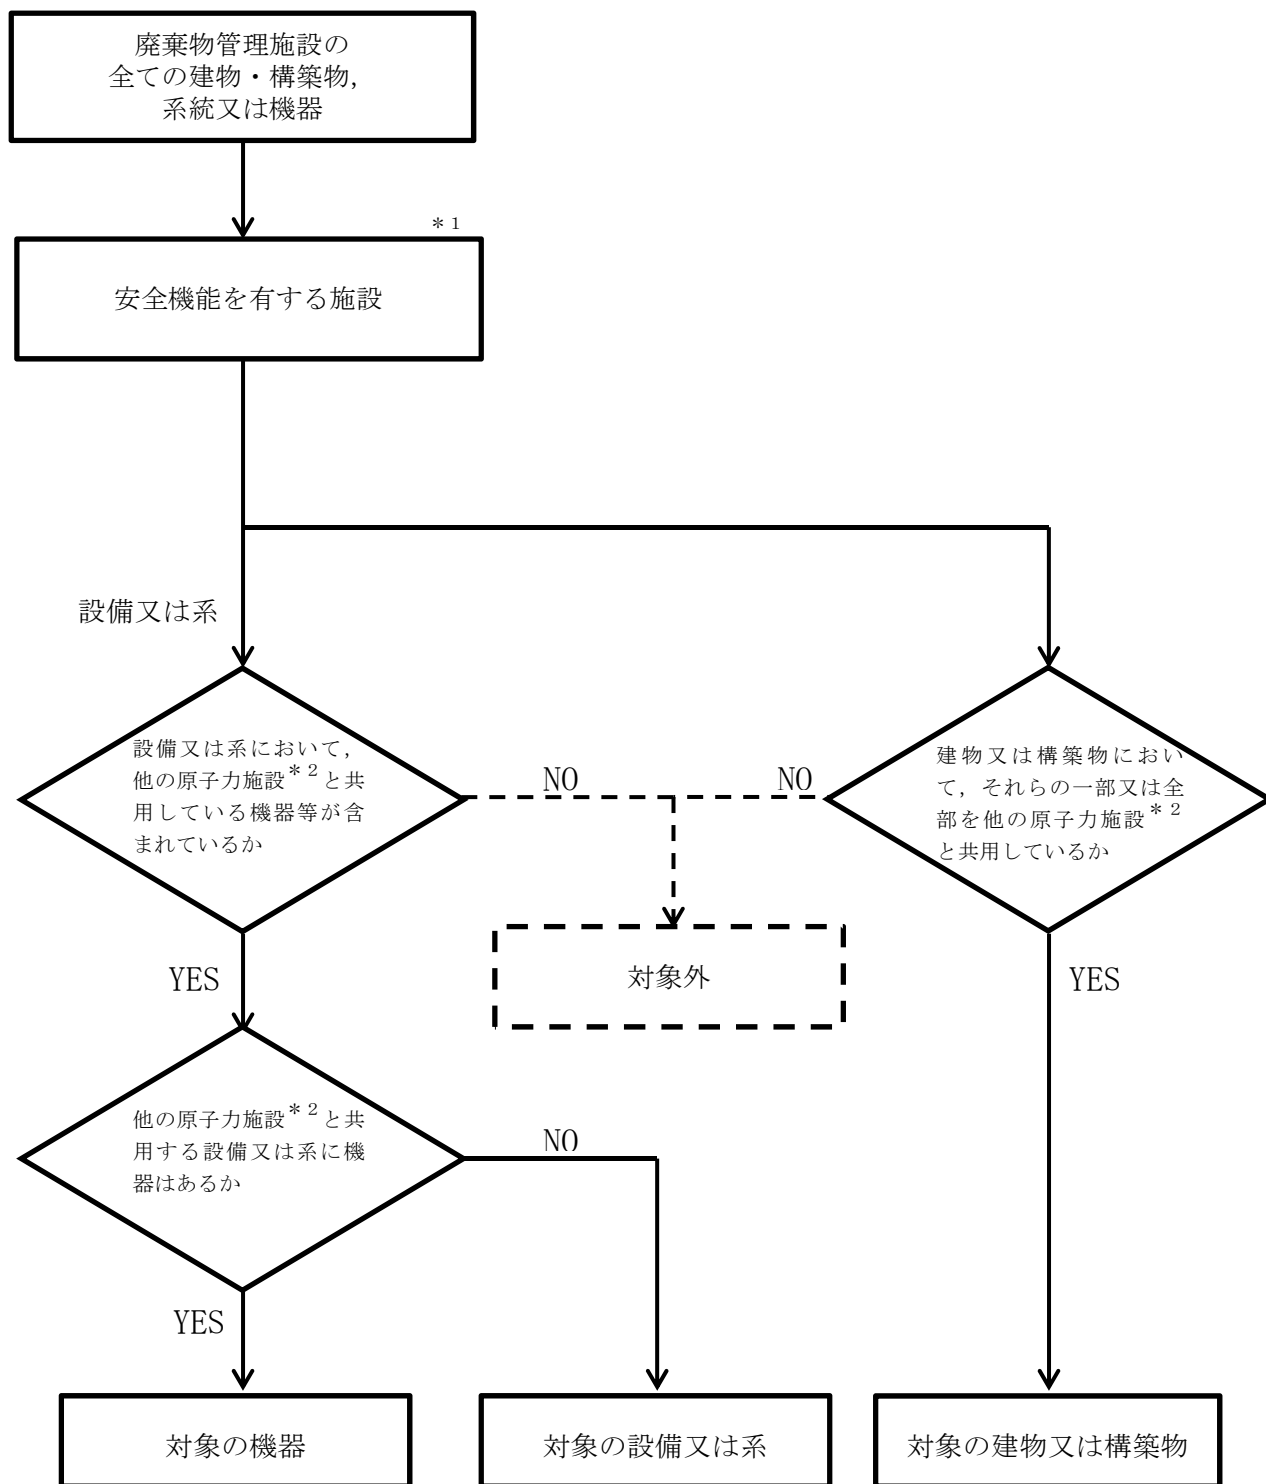 廃棄物管理施設の
全ての建物・構築物,
系統又は機器
*1
安全機能を有する施設
設備又は系
設備又は系において,
他の原子力施設*2と共
用している機器等が含
まれているか
NO
NO
建物又は構築物におい
て, それらの一部又は全
部を他の原子力施設*2
と共用しているか
YES
対象外
YES
他の原子力施設*2と共
用する設備又は系に機
器はあるか
NO
YES
対象の機器
対象の設備又は系
対象の建物又は構築物